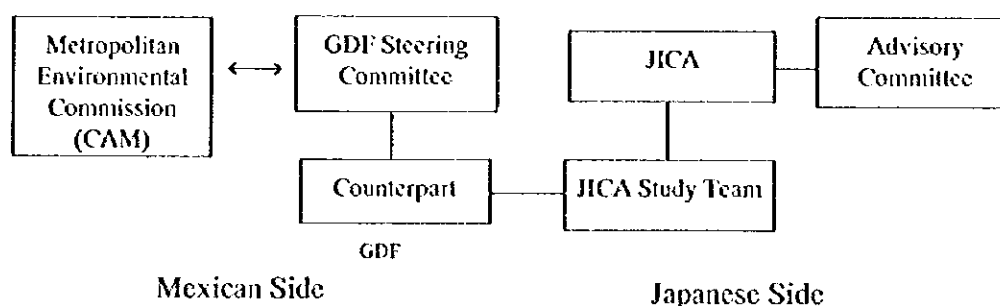 Metropolitan
Environmental
Commission
(CAM)
GDF Steering
Committee
JICA
Advisory
Committee
Counterpart
JICA Study Team
GDF
Mexican Side
Japanese Side